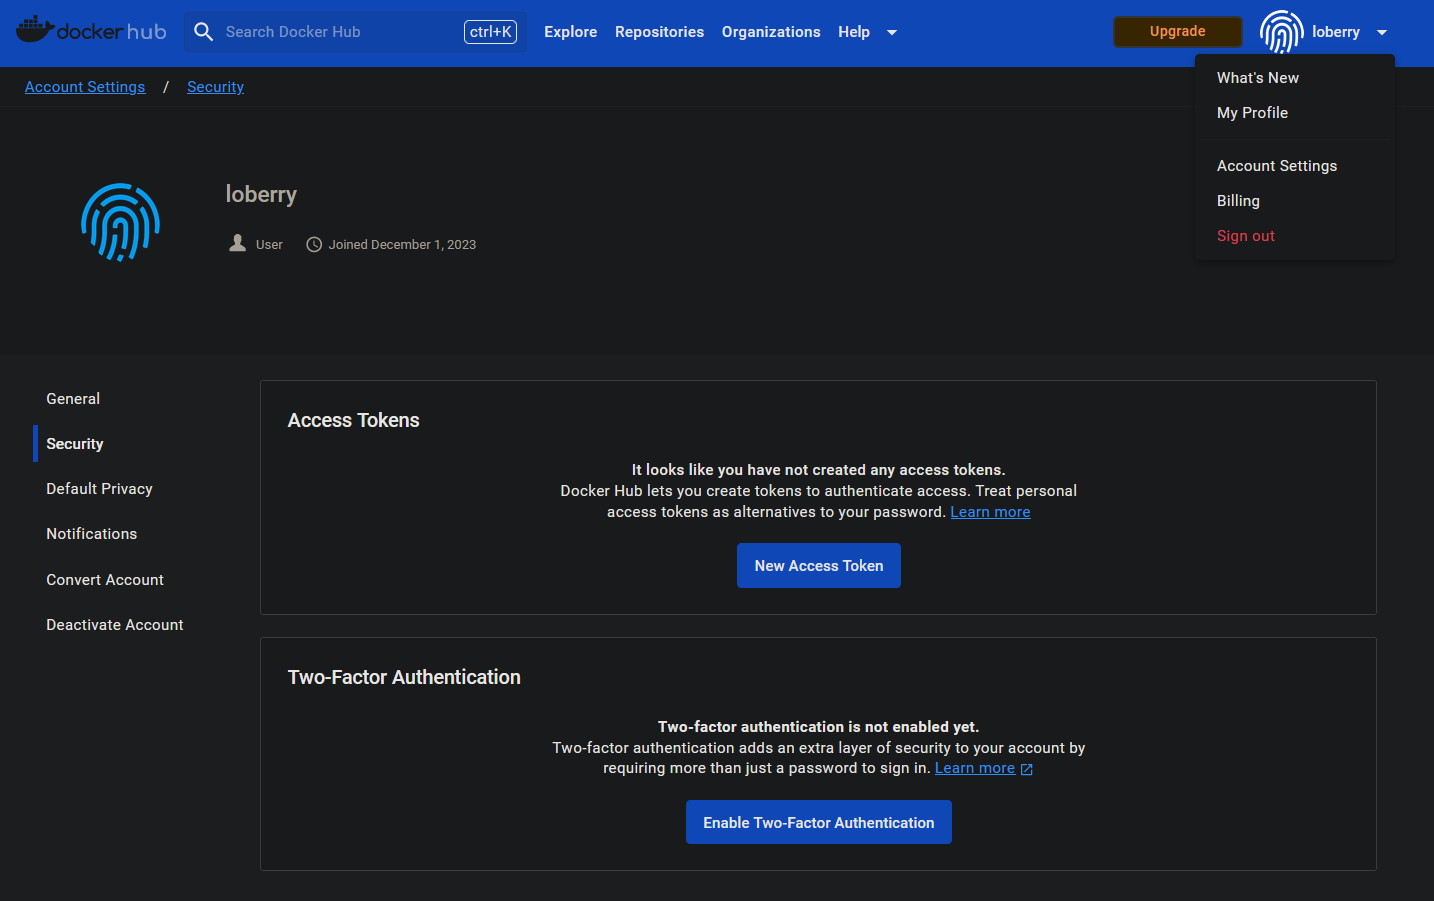 docker hub
Search Docker Hub
ctrl+K
Explore
Repositories
Organizations
Help
Upgrade
loberry
Account Settings / Security
What's New
My Profile
Account Settings
Billing
Sign out
loberry
User
Joined December 1, 2023
General
Security
Default Privacy
Notifications
Convert Account
Deactivate Account
Access Tokens
It looks like you have not created any access tokens.
Docker Hub lets you create tokens to authenticate access. Treat personal
access tokens as alternatives to your password. Learn more
New Access Token
Two-Factor Authentication
Two-factor authentication is not enabled yet.
Two-factor authentication adds an extra layer of security to your account by
requiring more than just a password to sign in. Learn more
Enable Two-Factor Authentication